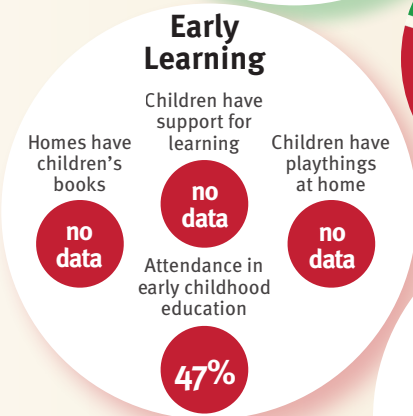 Early
Learning
Children have
support for
learning
no
data
Homes have
children's
books
no
data
Children have
playthings
at home
no
data
Attendance in
early childhood
education
47%